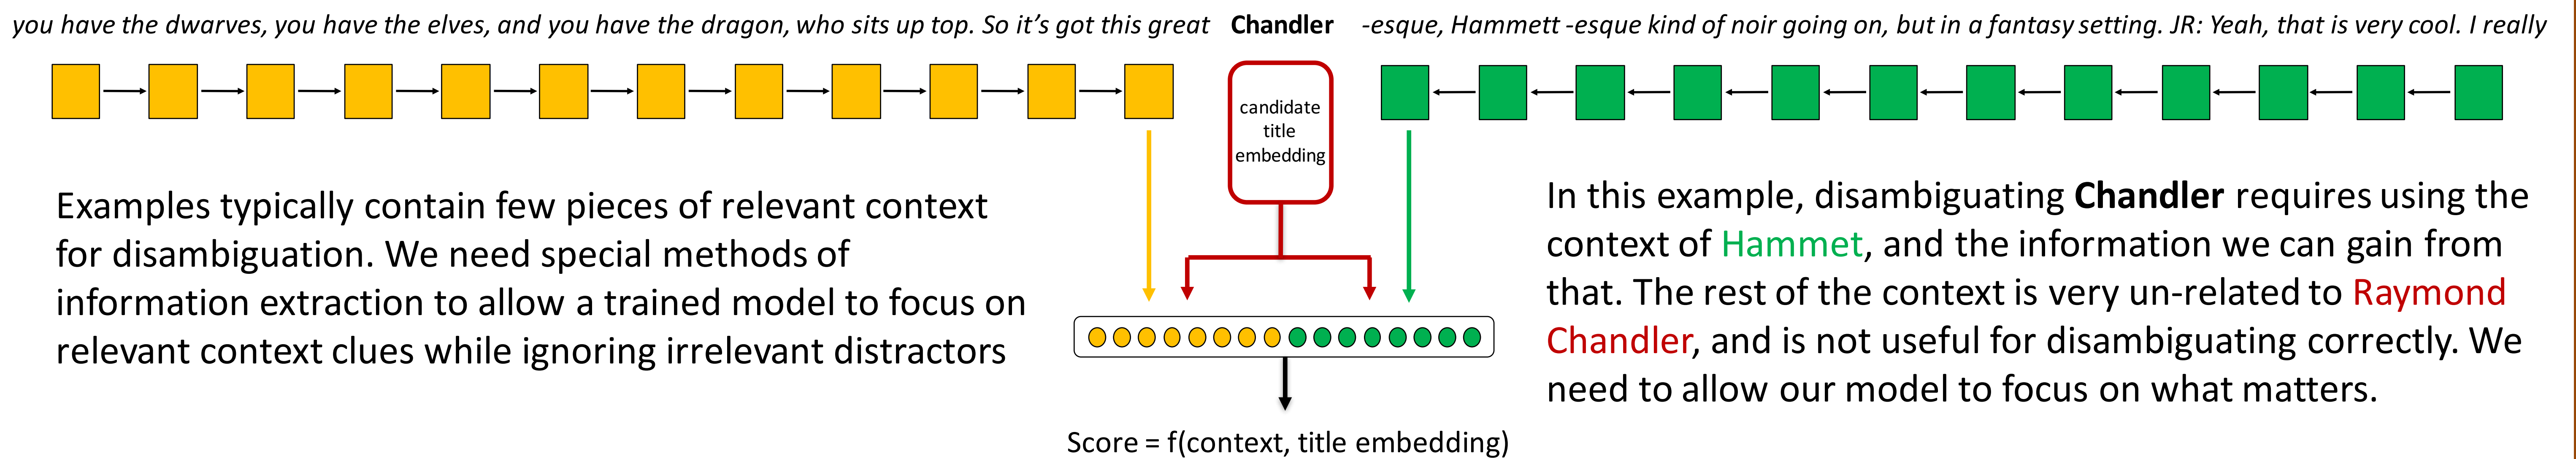 you have the dwarves, you have the elves, and you have the dragon, who sits up top. So it’s got this great Chandler -esque, Hammett -esque kind of noir going on, but in a fantasy setting. JR: Yeah, that is very cool. I really
candidate
title
embedding
Examples typically contain few pieces of relevant context
for disambiguation. We need special methods of
information extraction to allow a trained model to focus on
relevant context clues while ignoring irrelevant distractors
In this example, disambiguating Chandler requires using the
context of Hammet, and the information we can gain from
that. The rest of the context is very un-related to Raymond
Chandler, and is not useful for disambiguating correctly. We
need to allow our model to focus on what matters.
Score = f(context, title embedding)